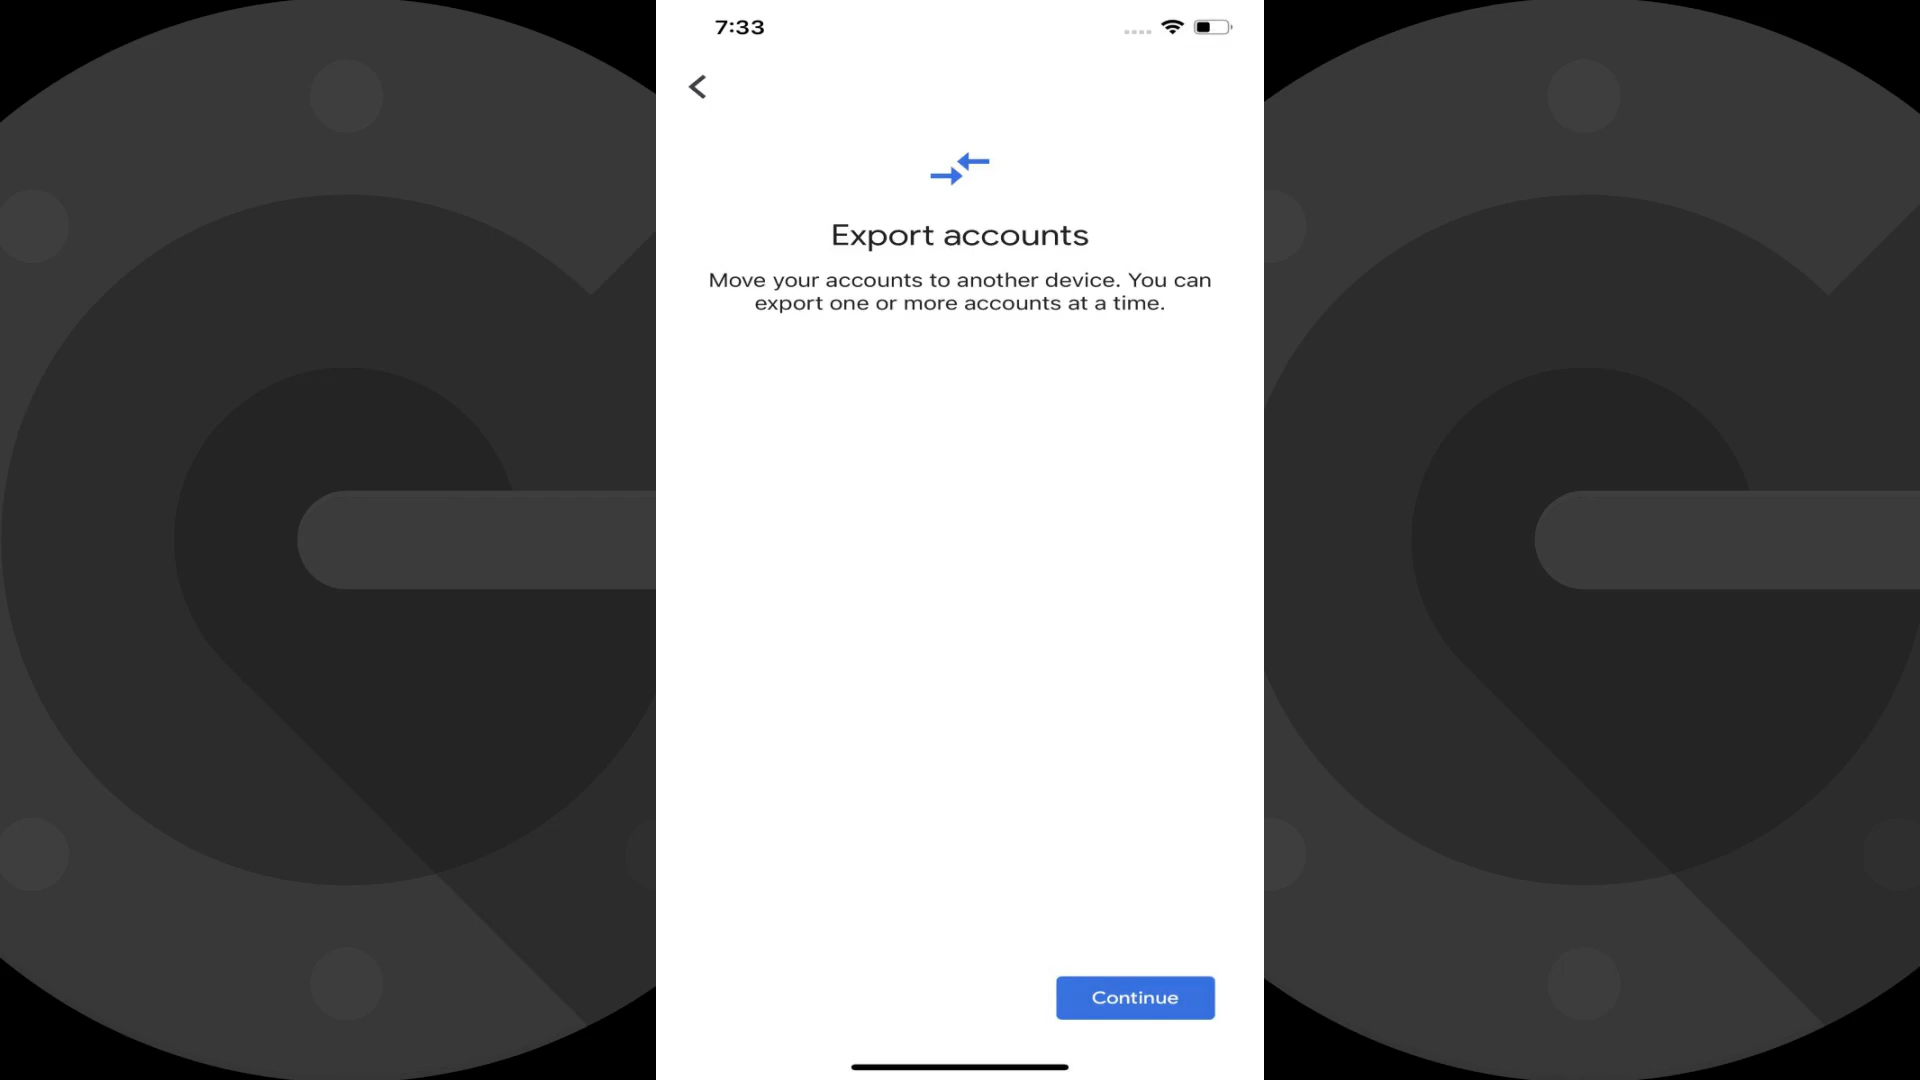 7:33
Export accounts
Move your accounts to another device. You can
export one or more accounts at a time.
Continue